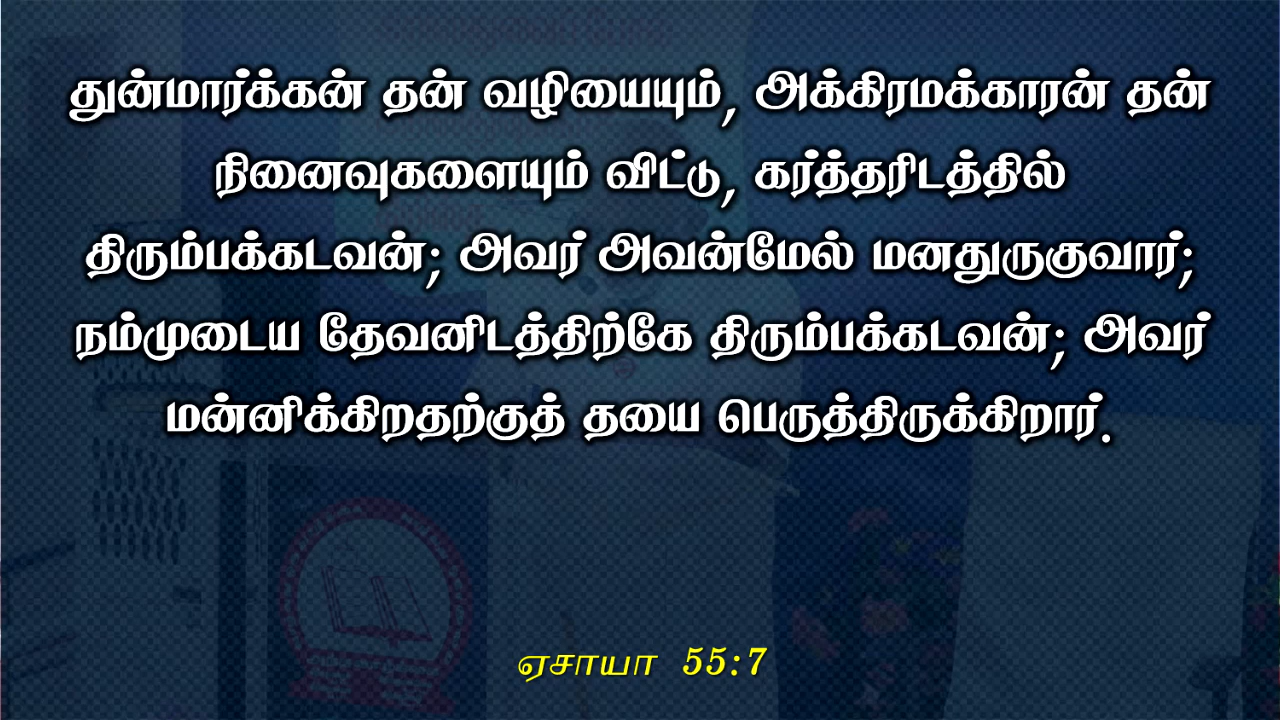 துன்மார்க்கன் தன் வழியையும், அக்கிரமக்காரன் தன்
நினைவுகளையும் விட்டு, கர்த்தரிடத்தில்
திரும்பக்கடவன்; அவர் அவன்மேல் மனதுருகுவார்;
நம்முடைய தேவனிடத்திற்கே திரும்பக்கடவன்; அவர்
மன்னிக்கிறதற்குத் தயை பெருத்திருக்கிறார்.
ஏசாயா 55:7